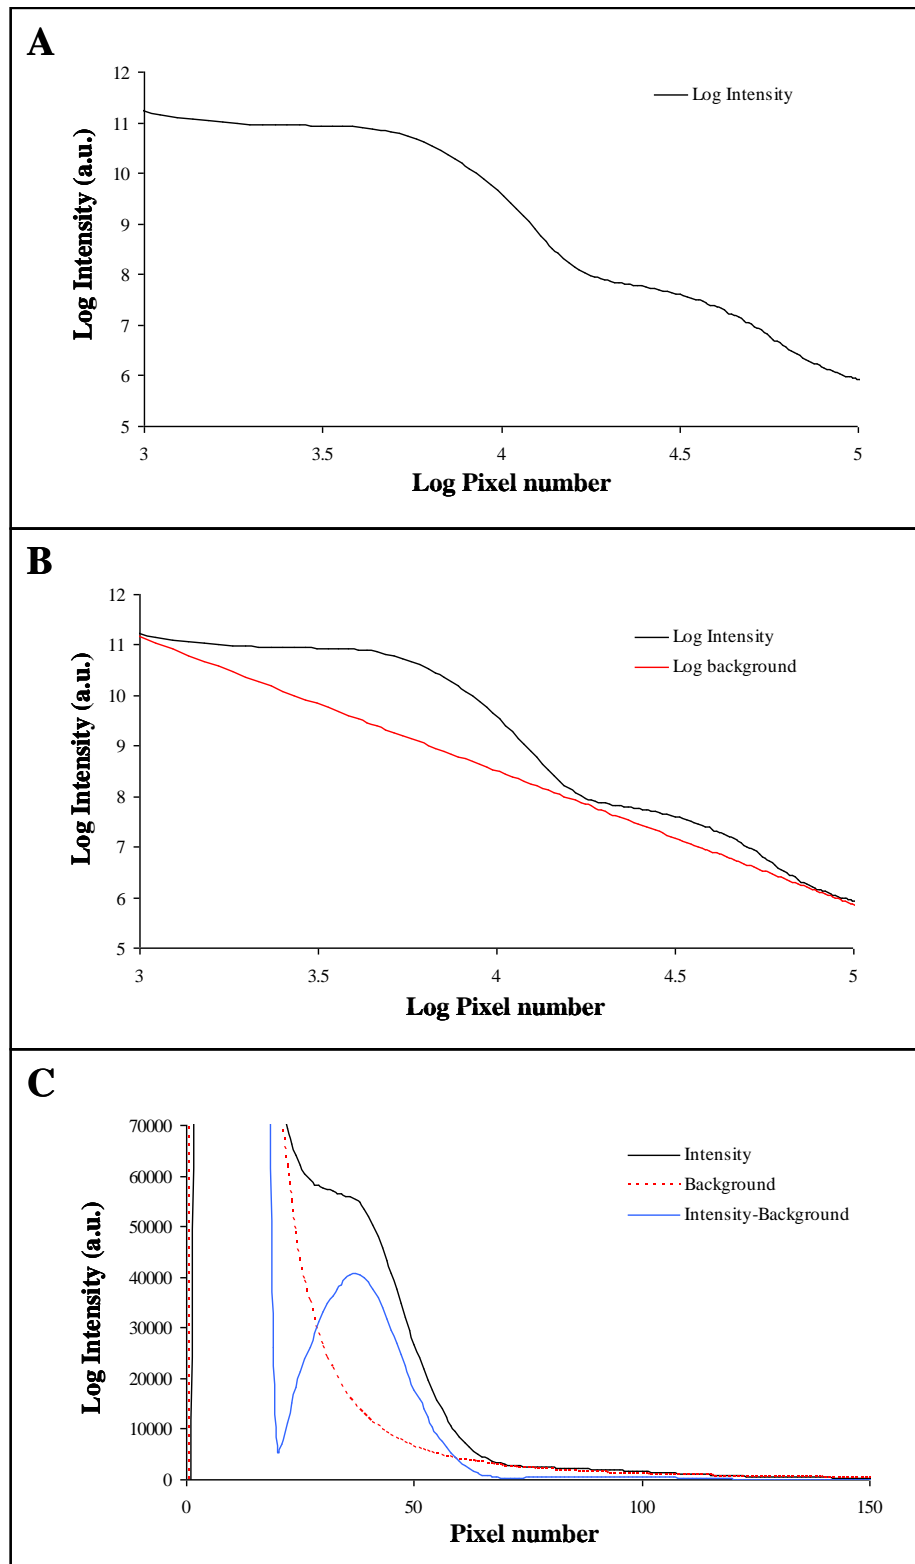 A
12
11
10
9
8
7
6
5
3
3.5
4
4.5
5
Log Intensity (a.u.)
Log Pixel number
Log Intensity
B
12
11
10
9
8
7
6
5
3
3.5
4
4.5
5
Log Intensity (a.u.)
Log Pixel number
Log Intensity
Log background
C
70000
60000
50000
40000
30000
20000
10000
0
0
50
100
150
Log Intensity (a.u.)
Pixel number
Intensity
Background
Intensity-Background